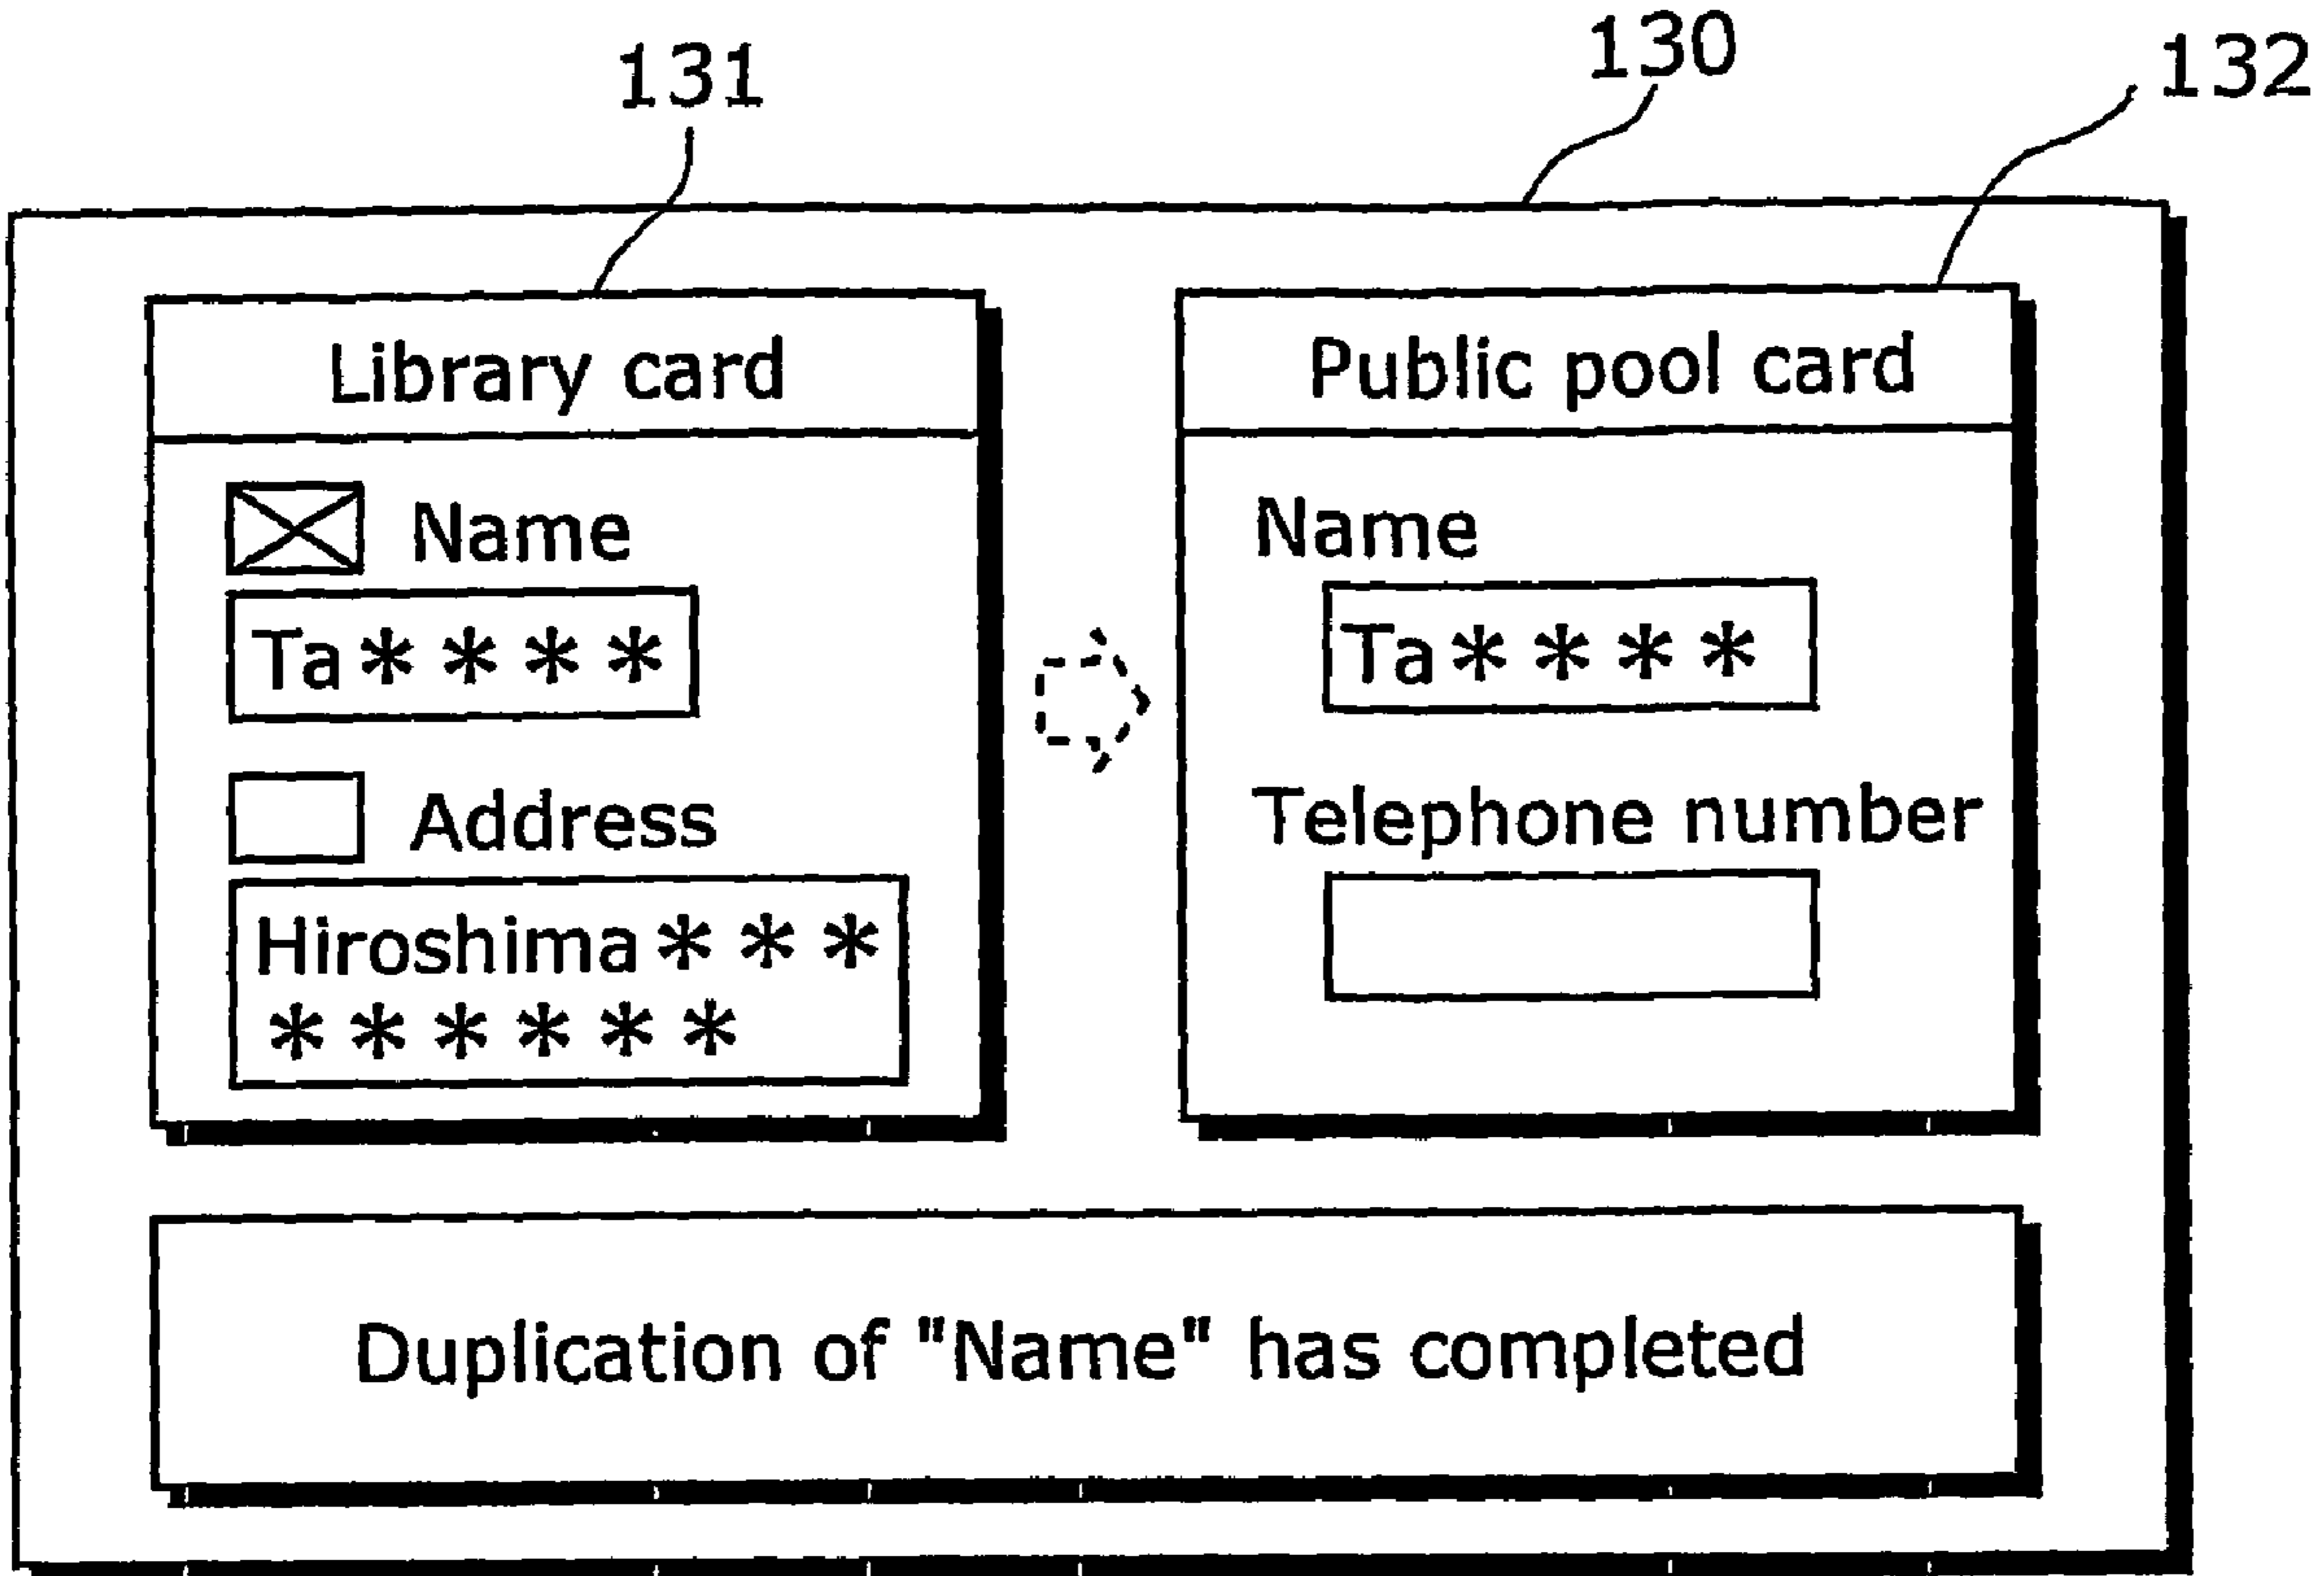 131
130
132
Library card
Name
Ta＊＊＊＊
Address
Hiroshima＊＊＊
＊＊＊＊＊＊
Public pool card
Name
Ta＊＊＊＊
Telephone number
Duplication of "Name" has completed